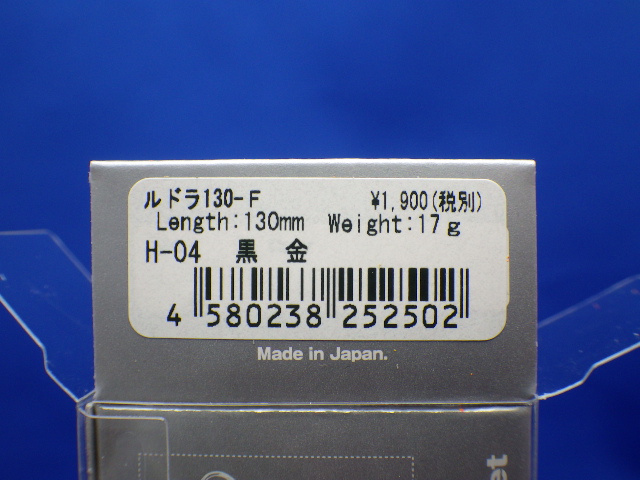 ルドラ130-F ¥1,900(税別)
Length:130mm Weight:17g
H-04 黒金
4 580238 252502
Made in Japan.
et